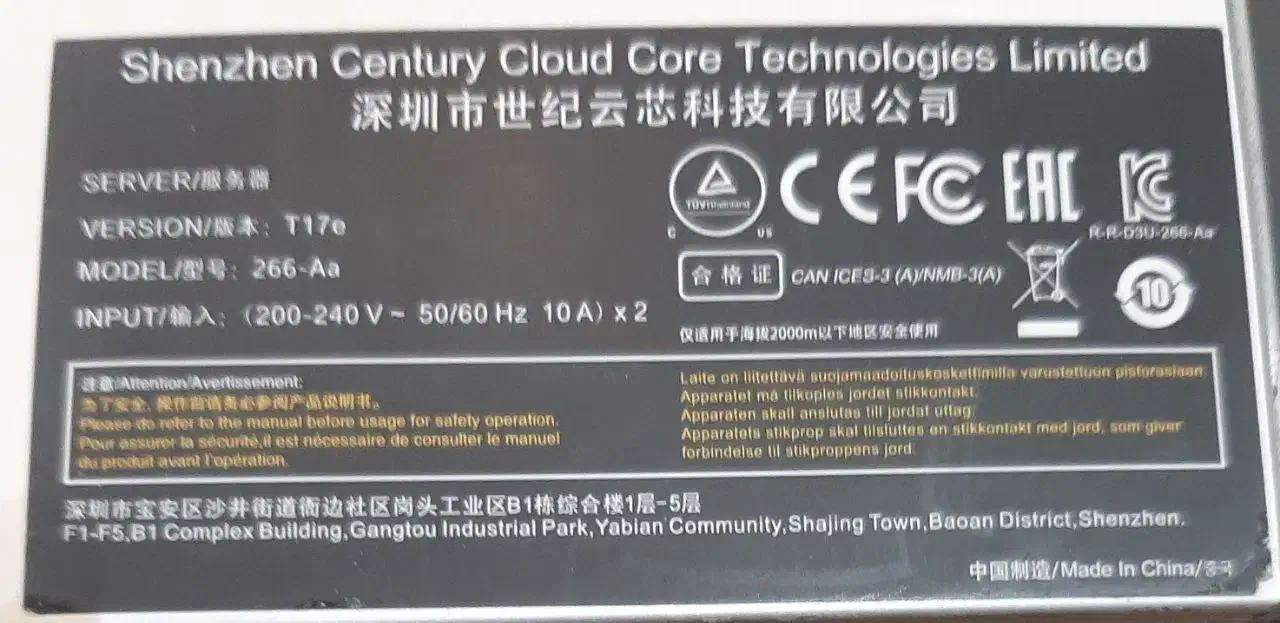 Shenzhen Century Cloud Core Technologies Limited
深圳市世纪云芯科技有限公司
SERVER/服务器
VERSION/版本：T17e
MODEL/型号：266-Aa
INPUT/输入：（200-240 V ~ 50/60 Hz 10 A）x 2
TÜVRheinland
C US
CE FC EAC
R-R-D3U-266-Aa
合格证
CAN ICES-3 (A)/NMB-3(A)
10
仅适用于海拔2000m以下地区安全使用
注意/Attention/Avertissement:
为了安全, 操作前请务必参阅产品说明书。
Please do refer to the manual before usage for safety operation.
Pour assurer la sécurité,il est nécessaire de consulter le manuel
du produit avant l'opération.
Laite on liitettävä suojamaadoituskoskettimilla varustettuun pistorasiaan
Apparatet må tilkoples jordet stikkontakt.
Apparaten skall anslutas till jordat uttag.
Apparatets stikprop skal tilsluttes en stikkontakt med jord, som giver
forbindelse til stikproppens jord.
深圳市宝安区沙井街道衙边社区岗头工业区B1栋综合楼1层-5层
F1-F5,B1 Complex Building,Gangtou Industrial Park,Yabian Community,Shajing Town,Baoan District,Shenzhen.
中国制造/Made In China/중국